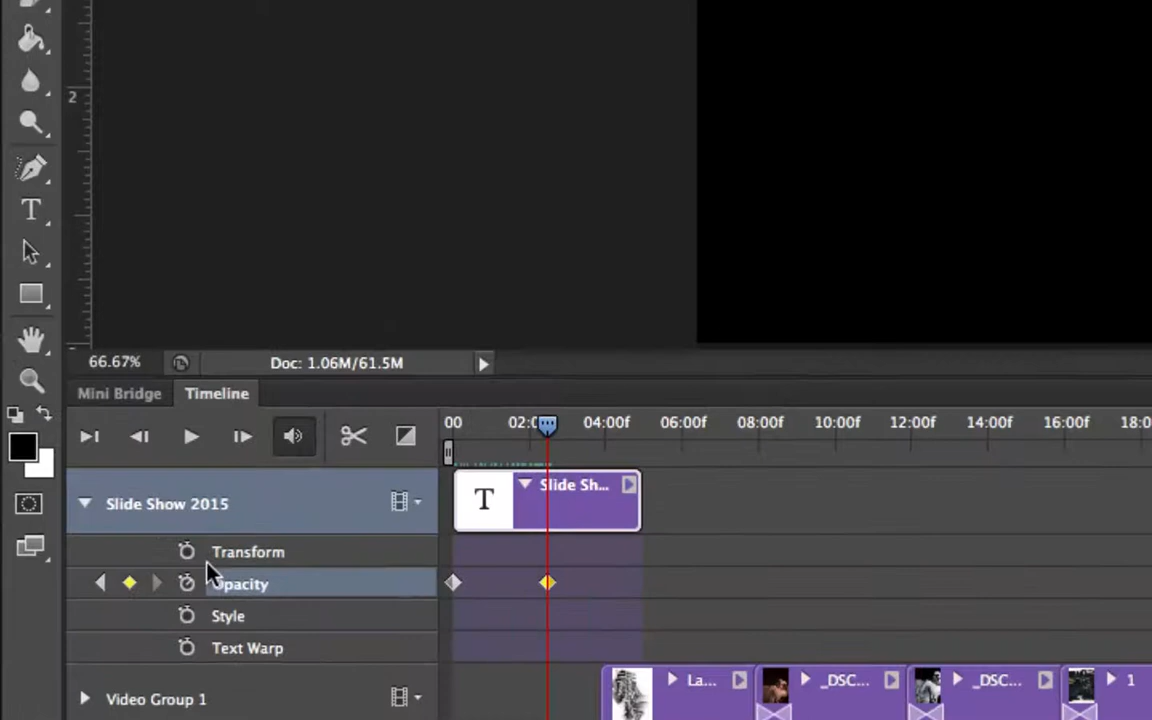 2
T
66.67%
Doc: 1.06M/61.5M
Mini Bridge
Timeline
00 02:0 04:00f 06:00f 08:00f 10:00f 12:00f 14:00f 16:00f 18:0
Slide Show 2015
T
Slide Sh...
Transform
pacity
Style
Text Warp
Video Group 1
La...
_DSC...
_DSC...
1